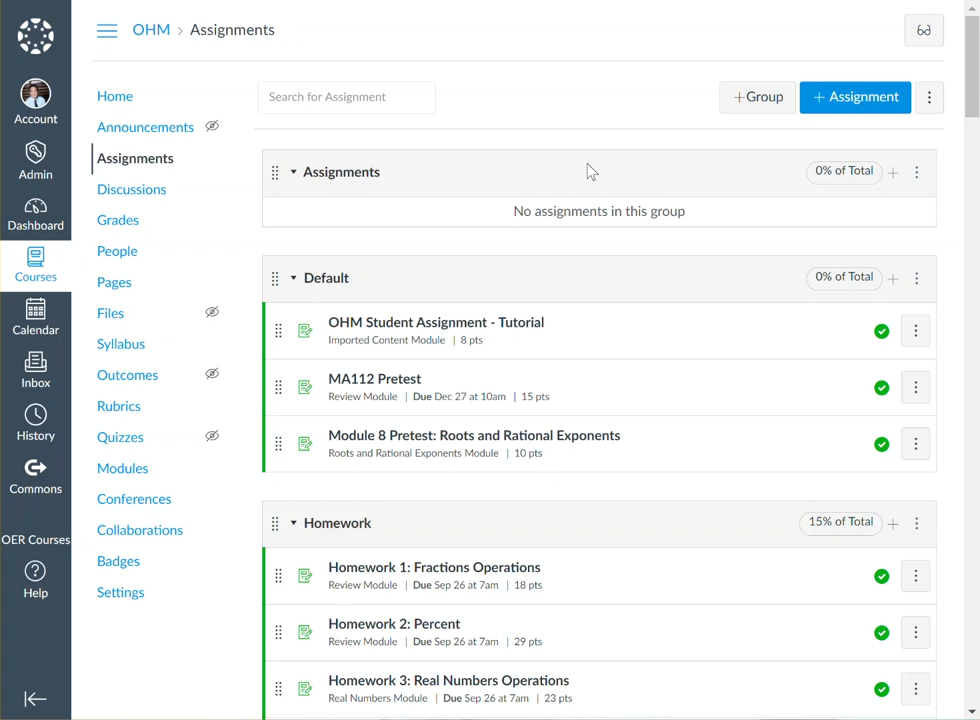 OHM > Assignments
Account
Admin
Dashboard
Courses
Calendar
Inbox
History
Commons
OER Courses
Help
Home
Announcements
Assignments
Discussions
Grades
People
Pages
Files
Syllabus
Outcomes
Rubrics
Quizzes
Modules
Conferences
Collaborations
Badges
Settings
Search for Assignment
+Group
+ Assignment
Assignments
0% of Total
No assignments in this group
Default
0% of Total
OHM Student Assignment - Tutorial
Imported Content Module | 8 pts
MA112 Pretest
Review Module | Due Dec 27 at 10am | 15 pts
Module 8 Pretest: Roots and Rational Exponents
Roots and Rational Exponents Module | 10 pts
Homework
15% of Total
Homework 1: Fractions Operations
Review Module | Due Sep 26 at 7am | 18 pts
Homework 2: Percent
Review Module | Due Sep 26 at 7am | 29 pts
Homework 3: Real Numbers Operations
Real Numbers Module | Due Sep 26 at 7am | 23 pts